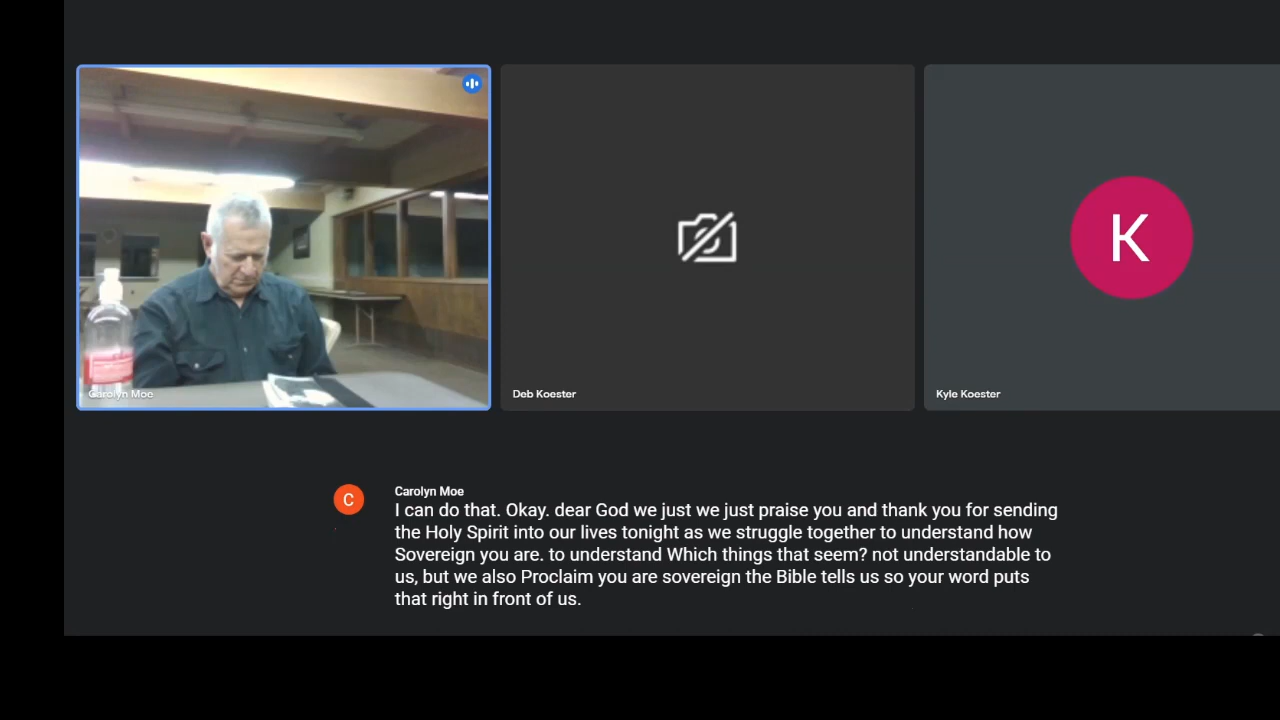 K
Carolyn Moe
Deb Koester
Kyle Koester
C
Carolyn Moe
I can do that. Okay. dear God we just we just praise you and thank you for sending
the Holy Spirit into our lives tonight as we struggle together to understand how
Sovereign you are. to understand Which things that seem? not understandable to
us, but we also Proclaim you are sovereign the Bible tells us so your word puts
that right in front of us.